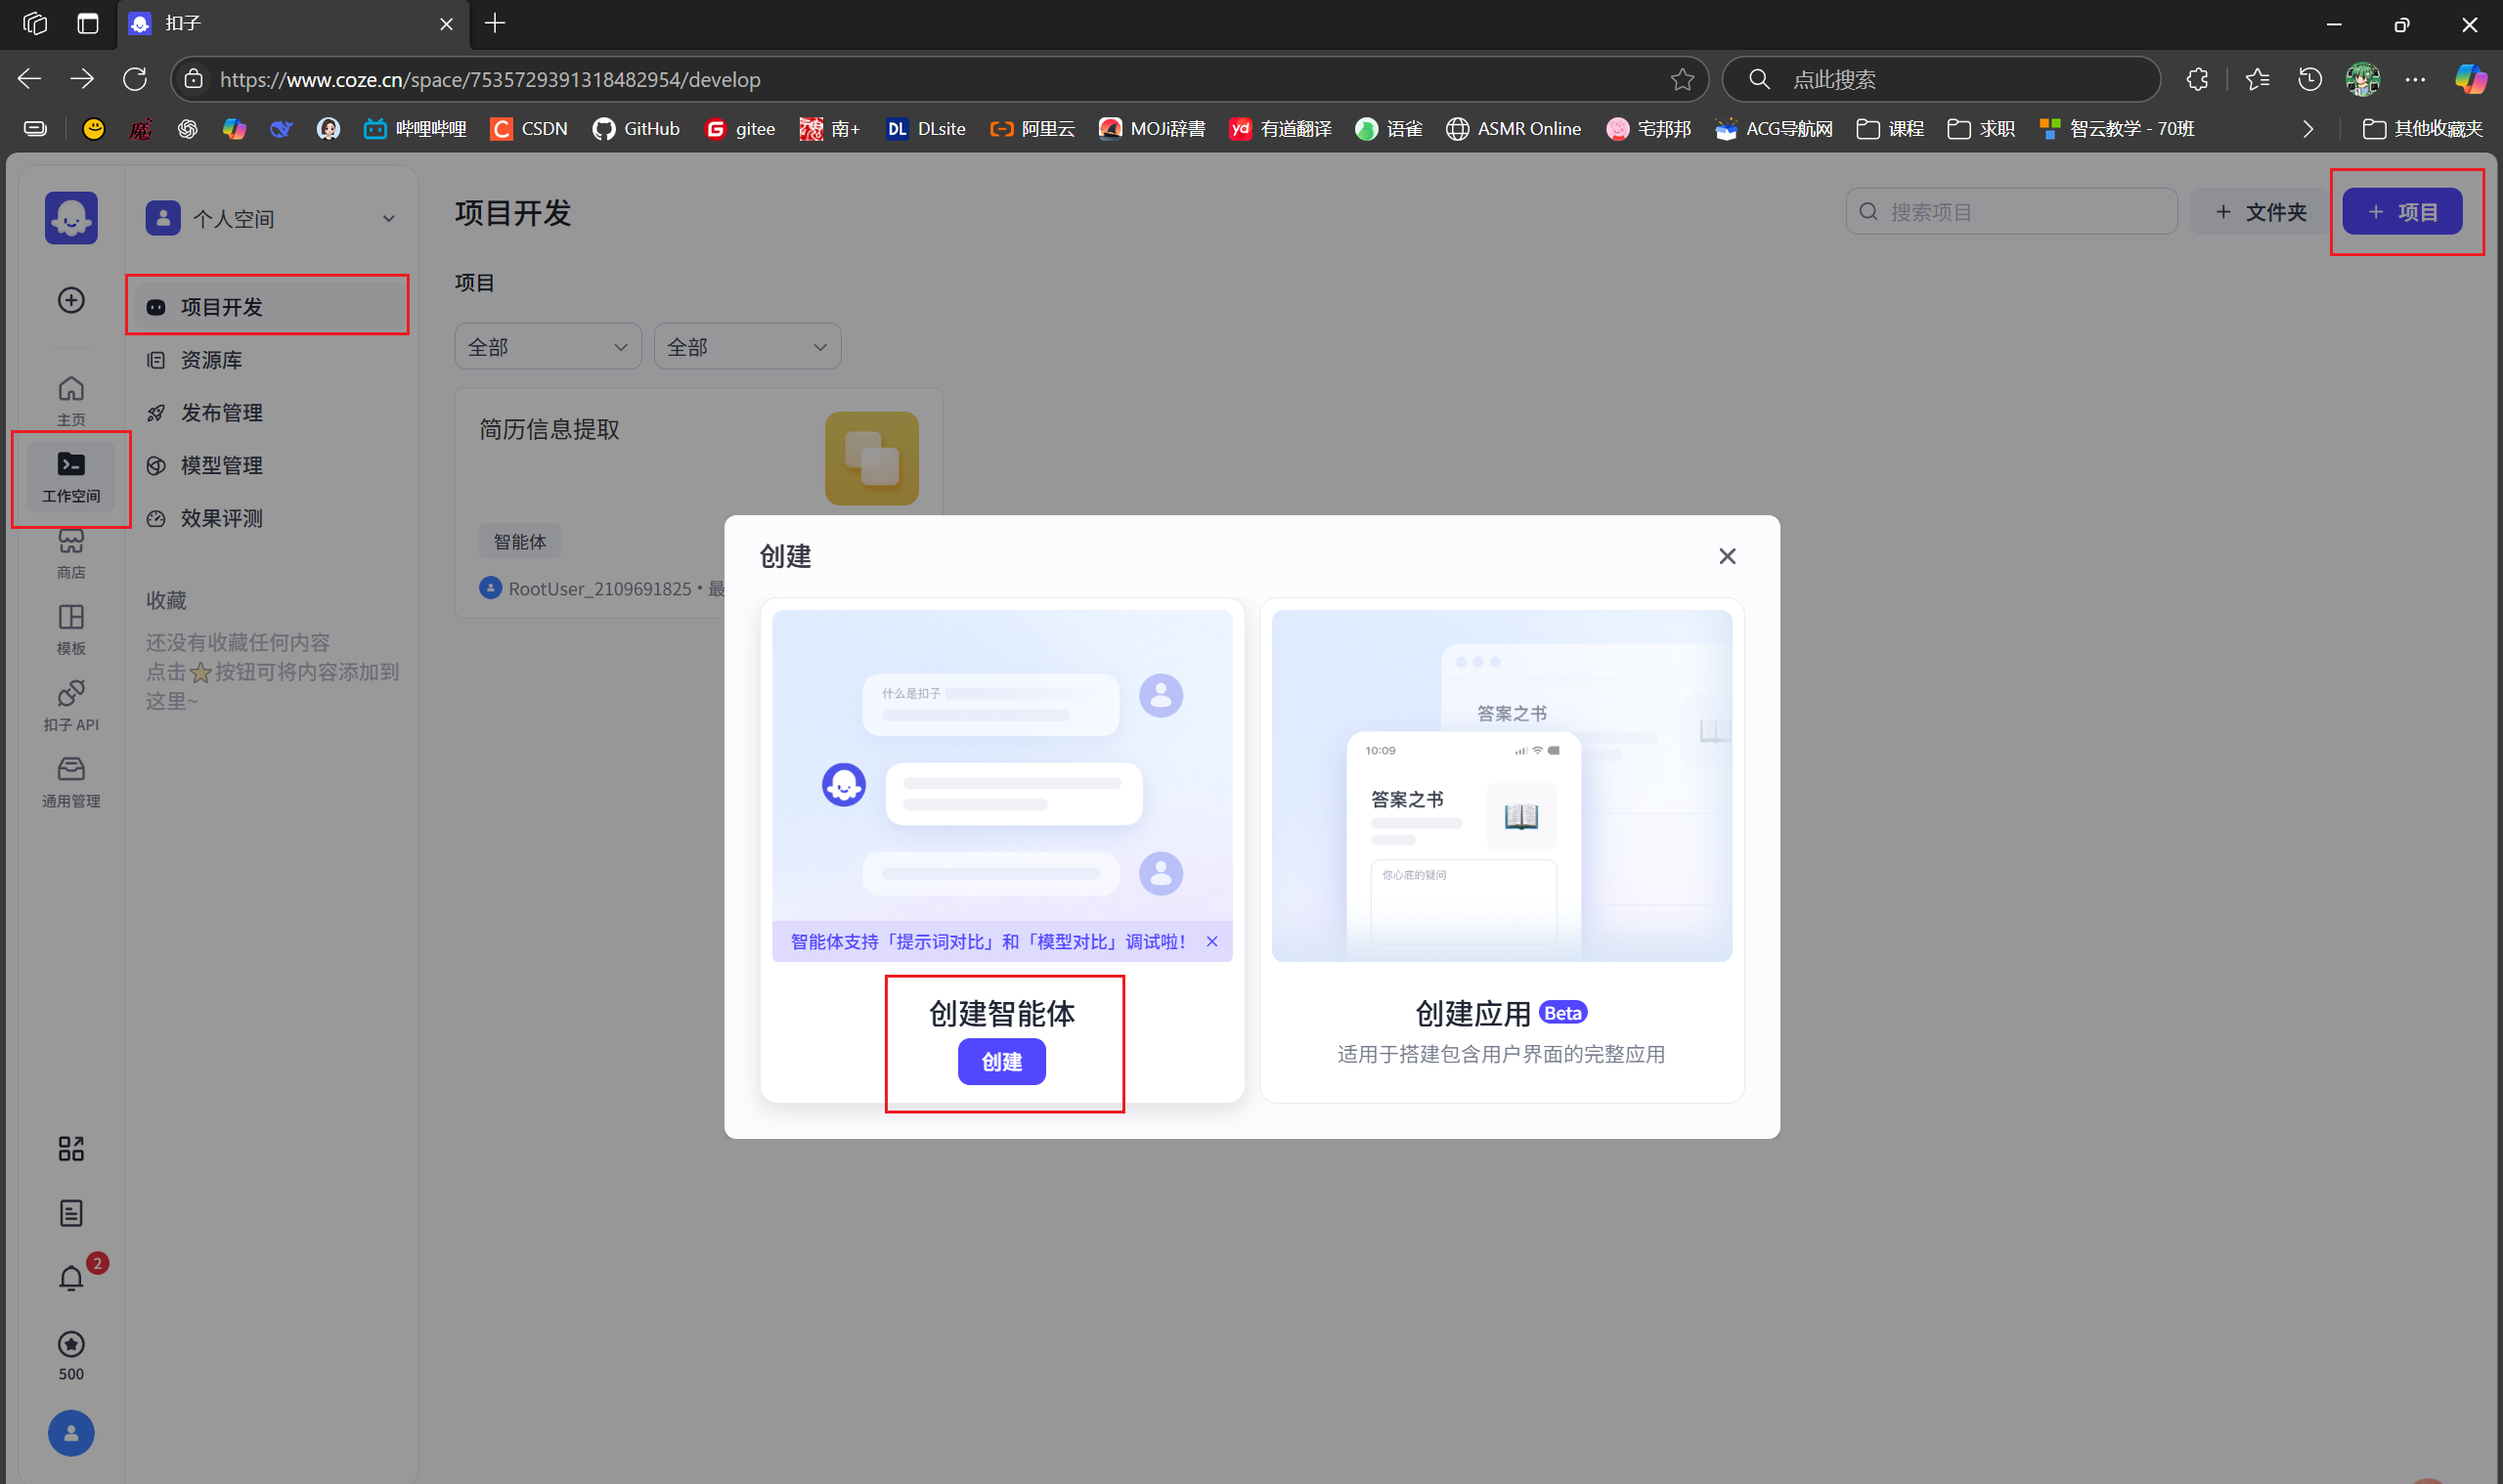 扣子
https://www.coze.cn/space/7535729391318482954/develop
点此搜索
哔哩哔哩
CSDN
GitHub
gitee
南+
DL
DLsite
阿里云
MOJi辞書
yd
有道翻译
语雀
ASMR Online
宅邦邦
ACG导航网
课程
求职
智云教学 - 70班
其他收藏夹
个人空间
项目开发
资源库
发布管理
模型管理
效果评测
收藏
还没有收藏任何内容
点击⭐按钮可将内容添加到
这里~
主页
工作空间
商店
模板
扣子 API
通用管理
2
500
项目开发
搜索项目
+ 文件夹
+ 项目
项目
全部
全部
简历信息提取
智能体
RootUser_2109691825 • 最
创建
什么是扣子
智能体支持「提示词对比」和「模型对比」调试啦！
创建智能体
创建
答案之书
10:09
答案之书
你心底的疑问
创建应用 Beta
适用于搭建包含用户界面的完整应用